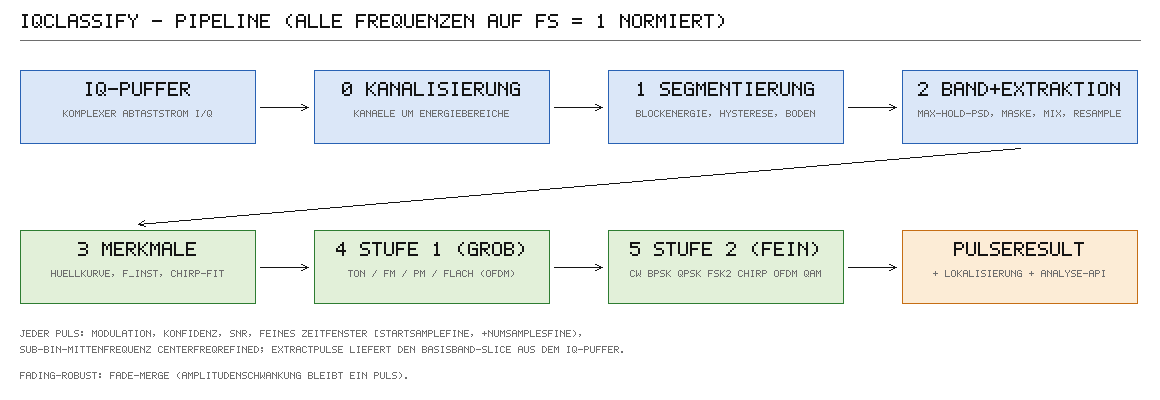 IQCLASSIFY - PIPELINE (ALLE FREQUENZEN AUF FS = 1 NORMIERT)
IQ-PUFFER
KOMPLEXER ABTASTSTROM I/Q
0 KANALISIERUNG
KANAELE UM ENERGIEBEREICHE
1 SEGMENTIERUNG
BLOCKENERGIE, HYSTERESE, BODEN
2 BAND+EXTRAKTION
MAX-HOLD-PSD, MASKE, MIX, RESAMPLE
3 MERKMALE
HUELLKURVE, F_INST, CHIRP-FIT
4 STUFE 1 (GROB)
TON / FM / PM / FLACH (OFDM)
5 STUFE 2 (FEIN)
CW BPSK QPSK FSK2 CHIRP OFDM QAM
PULSERESULT
+ LOKALISIERUNG + ANALYSE-API
JEDER PULS: MODULATION, KONFIDENZ, SNR, FEINES ZEITFENSTER [STARTSAMPLEFINE, +NUMSAMPLESFINE),
SUB-BIN-MITTENFREQUENZ CENTERFREQREFINED; EXTRACTPULSE LIEFERT DEN BASISBAND-SLICE AUS DEM IQ-PUFFER.
FADING-ROBUST: FADE-MERGE (AMPLITUDENSCHWANKUNG BLEIBT EIN PULS).